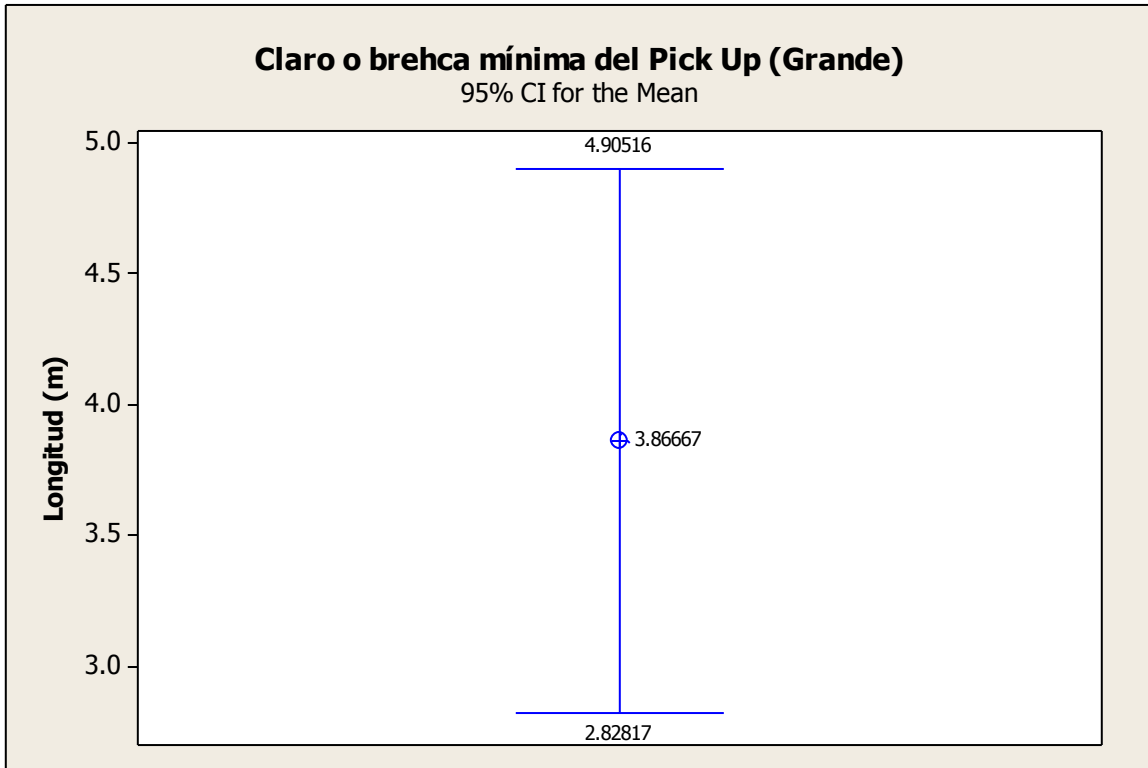 Claro o brehca mínima del Pick Up (Grande)
95% CI for the Mean
5.0
4.90516
4.5
Longitud (m)
4.0
3.86667
3.5
3.0
2.82817